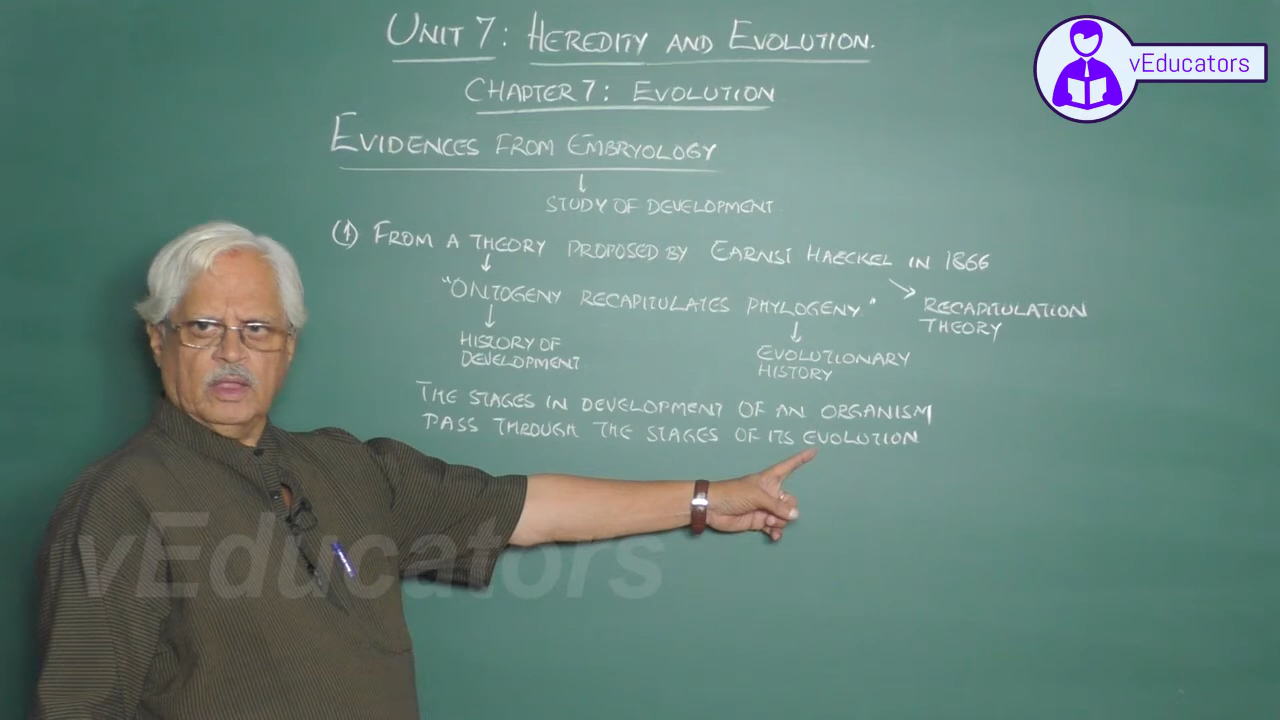 UNIT 7: HEREDITY AND EVOLUTION.
vEducators
CHAPTER 7: EVOLUTION
EVIDENCES FROM EMBRYOLOGY
STUDY OF DEVELOPMENT
(1) FROM A THEORY PROPOSED BY EARNST HAECKEL IN 1866
"ONTOGENY RECAPITULATES PHYLOGENY"
RECAPITULATION
THEORY
HISTORY OF
DEVELOPMENT
EVOLUTIONARY
HISTORY
THE STAGES IN DEVELOPMENT OF AN ORGANISM
PASS THROUGH THE STAGES OF ITS EVOLUTION
vEducators